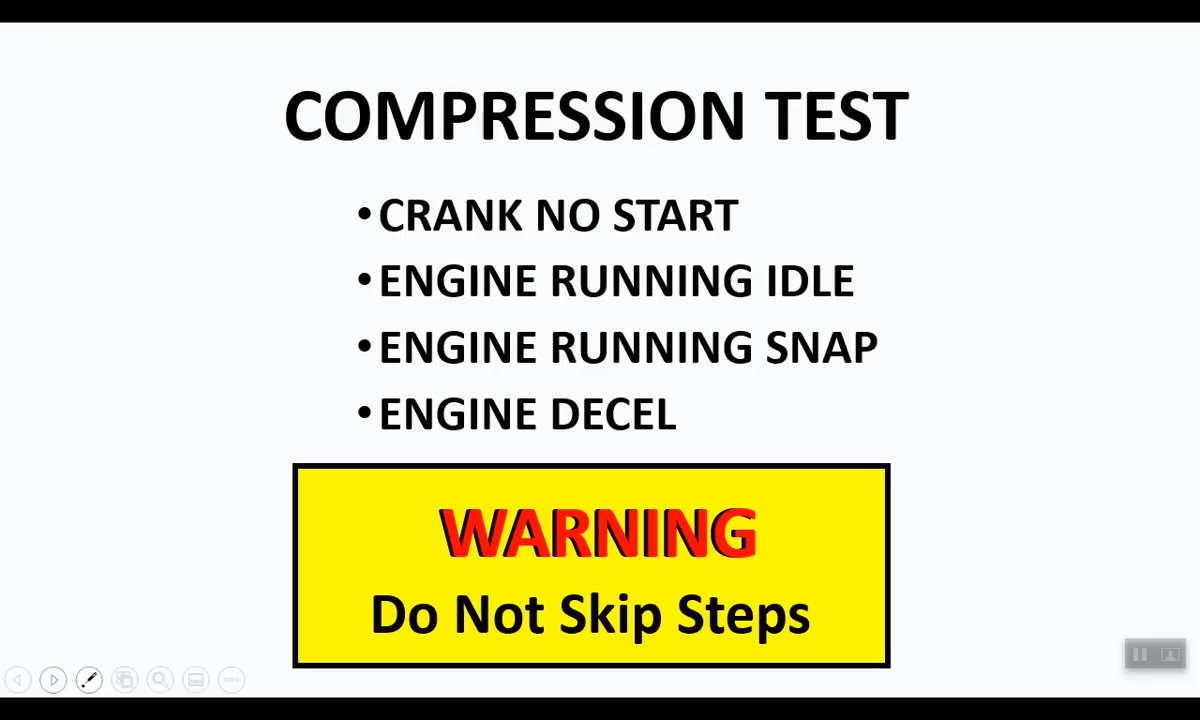 COMPRESSION TEST
• CRANK NO START
• ENGINE RUNNING IDLE
• ENGINE RUNNING SNAP
• ENGINE DECEL
WARNING
Do Not Skip Steps